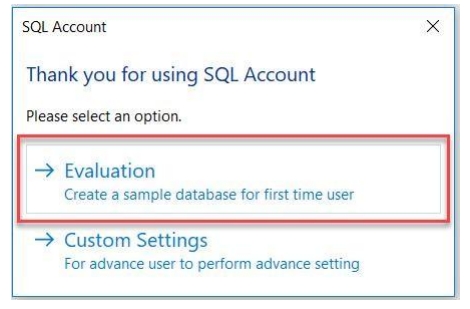 SQL Account
Thank you for using SQL Account
Please select an option.
→ Evaluation
Create a sample database for first time user
→ Custom Settings
For advance user to perform advance setting